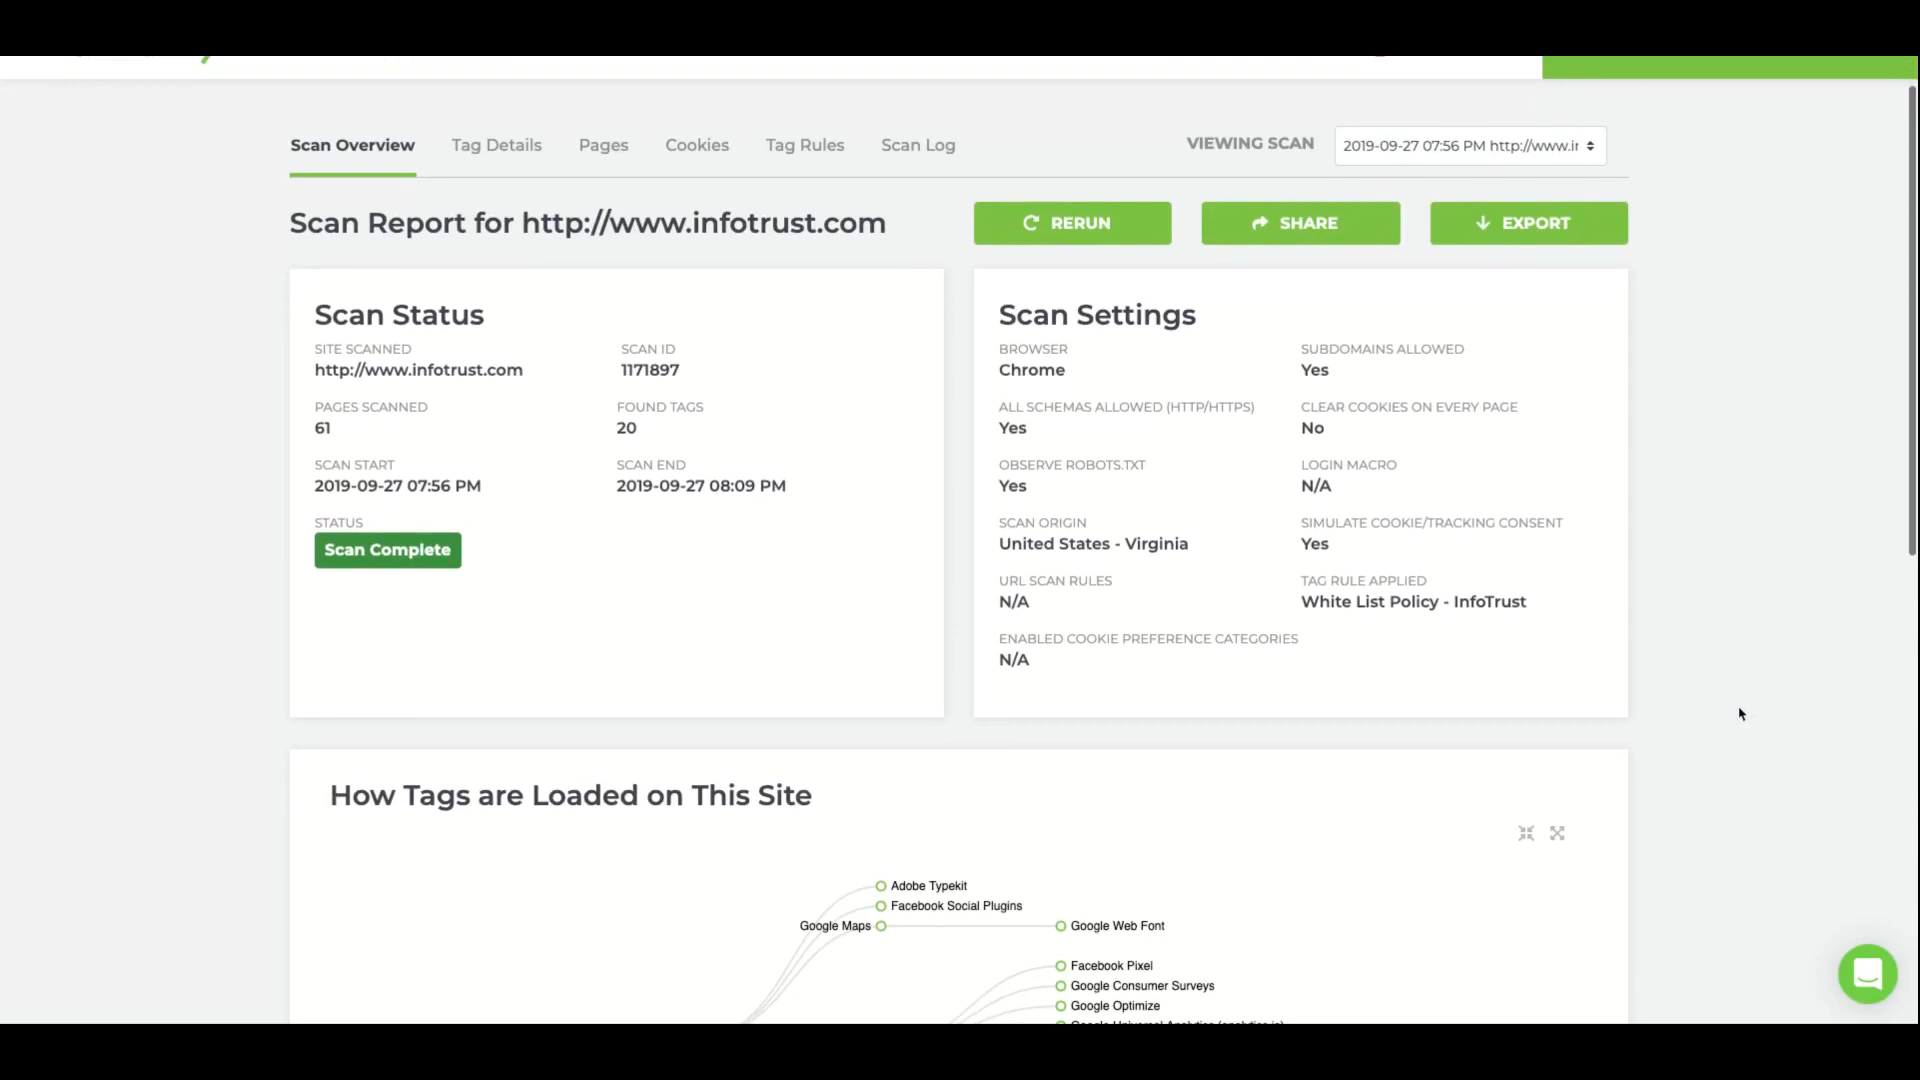 Scan Overview Tag Details Pages Cookies Tag Rules Scan Log VIEWING SCAN 2019-09-27 07:56 PM http://www.ir
Scan Report for http://www.infotrust.com RERUN SHARE EXPORT
Scan Status
SITE SCANNED SCAN ID
http://www.infotrust.com 1171897
PAGES SCANNED FOUND TAGS
61 20
SCAN START SCAN END
2019-09-27 07:56 PM 2019-09-27 08:09 PM
STATUS
Scan Complete
Scan Settings
BROWSER SUBDOMAINS ALLOWED
Chrome Yes
ALL SCHEMAS ALLOWED (HTTP/HTTPS) CLEAR COOKIES ON EVERY PAGE
Yes No
OBSERVE ROBOTS.TXT LOGIN MACRO
Yes N/A
SCAN ORIGIN SIMULATE COOKIE/TRACKING CONSENT
United States - Virginia Yes
URL SCAN RULES TAG RULE APPLIED
N/A White List Policy - InfoTrust
ENABLED COOKIE PREFERENCE CATEGORIES
N/A
How Tags are Loaded on This Site
Adobe Typekit
Facebook Social Plugins
Google Maps Google Web Font
Facebook Pixel
Google Consumer Surveys
Google Optimize